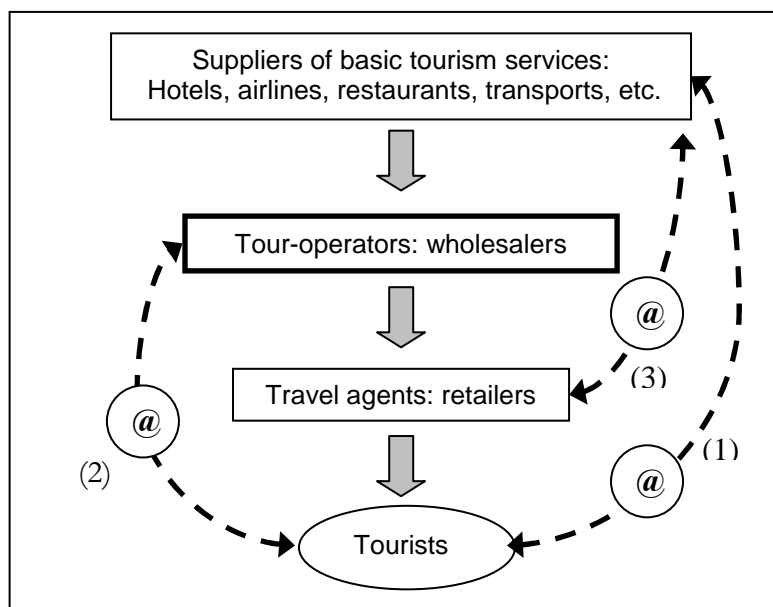 Suppliers of basic tourism services:
Hotels, airlines, restaurants, transports, etc.
Tour-operators: wholesalers
@
(3)
Travel agents: retailers
@
(2)
@
(1)
Tourists